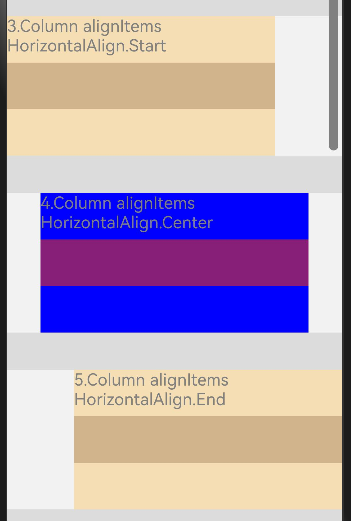 3.Column alignItems
HorizontalAlign.Start
4.Column alignItems
HorizontalAlign.Center
5.Column alignItems
HorizontalAlign.End